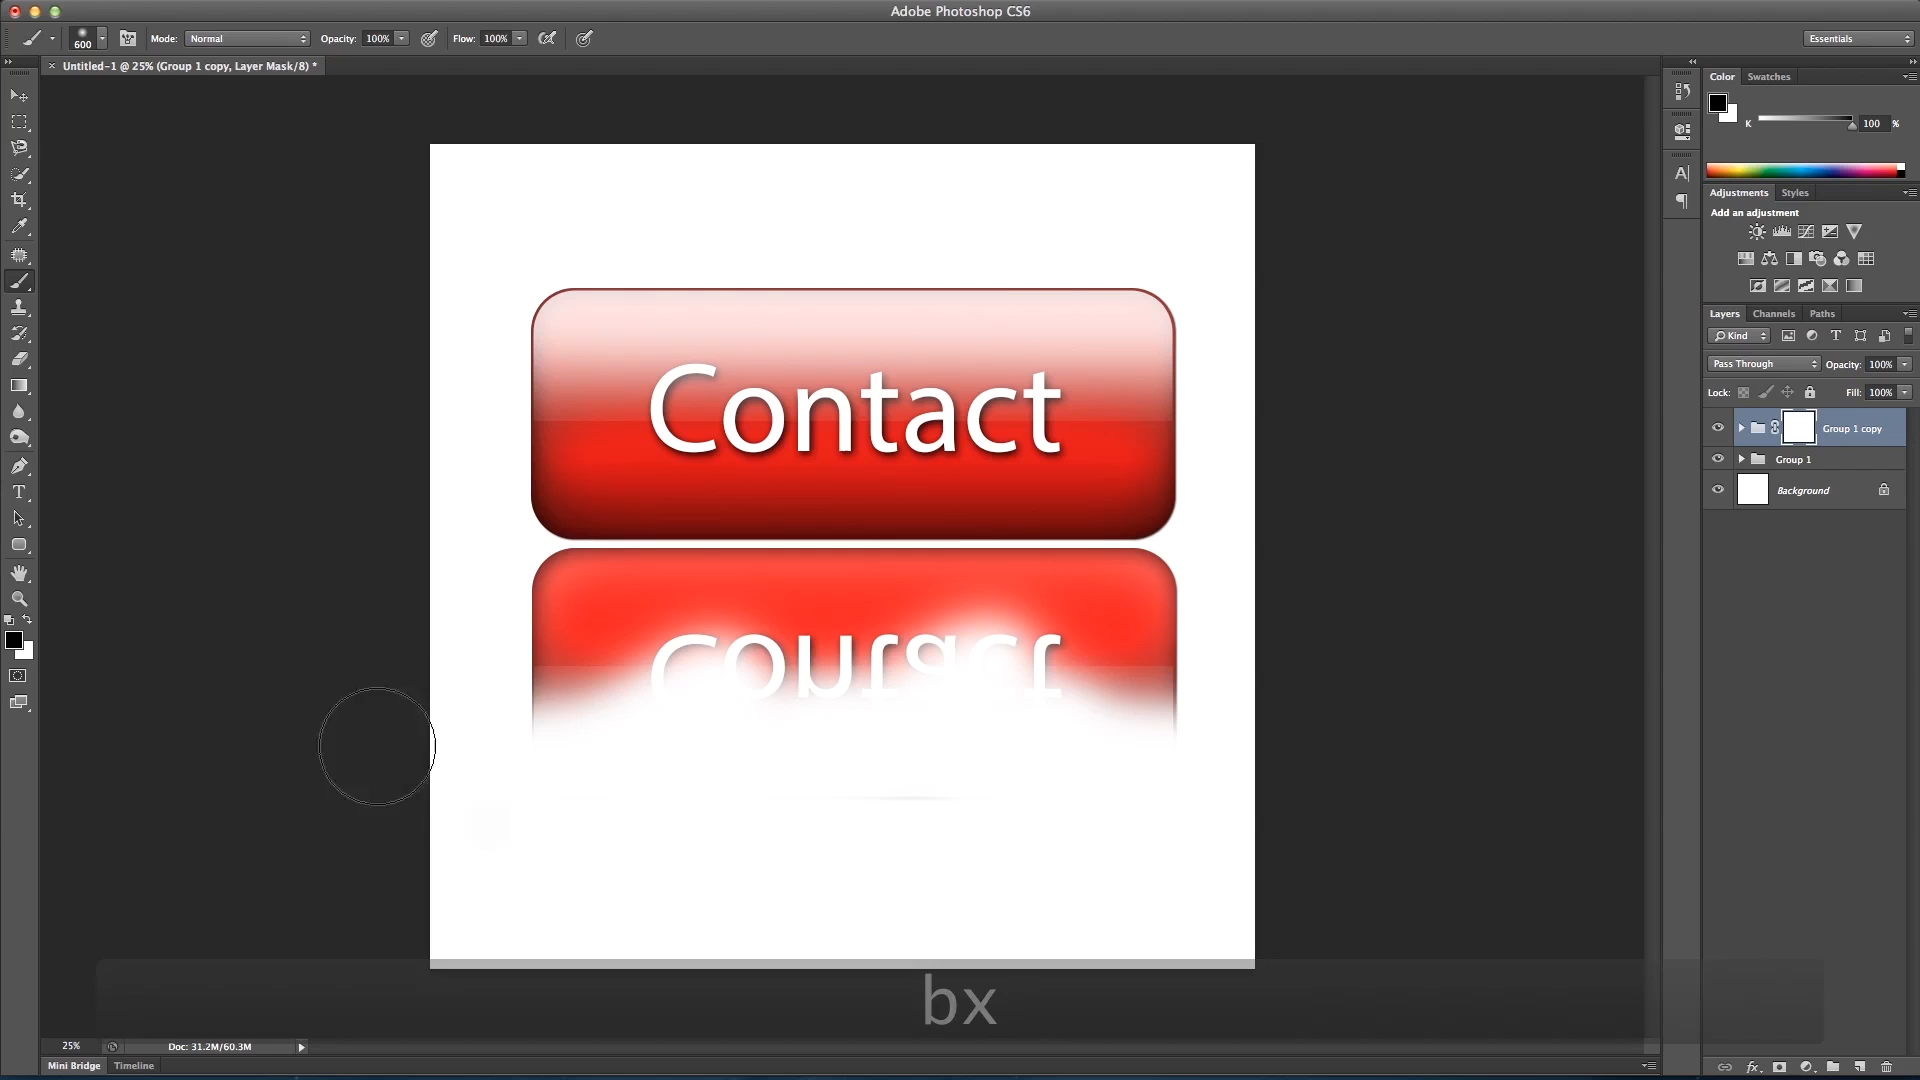 Adobe Photoshop CS6
600 Mode: Normal Opacity: 100% Flow: 100% Essentials
× Untitled-1 @ 25% (Group 1 copy, Layer Mask/8) *
Color Swatches
K 100 %
Adjustments Styles
Add an adjustment
Layers Channels Paths
Kind
Pass Through Opacity: 100%
Lock: Fill: 100%
Group 1 copy
Group 1
Background
Contact
Contact
bx
25% Doc: 31.2M/60.3M
Mini Bridge Timeline